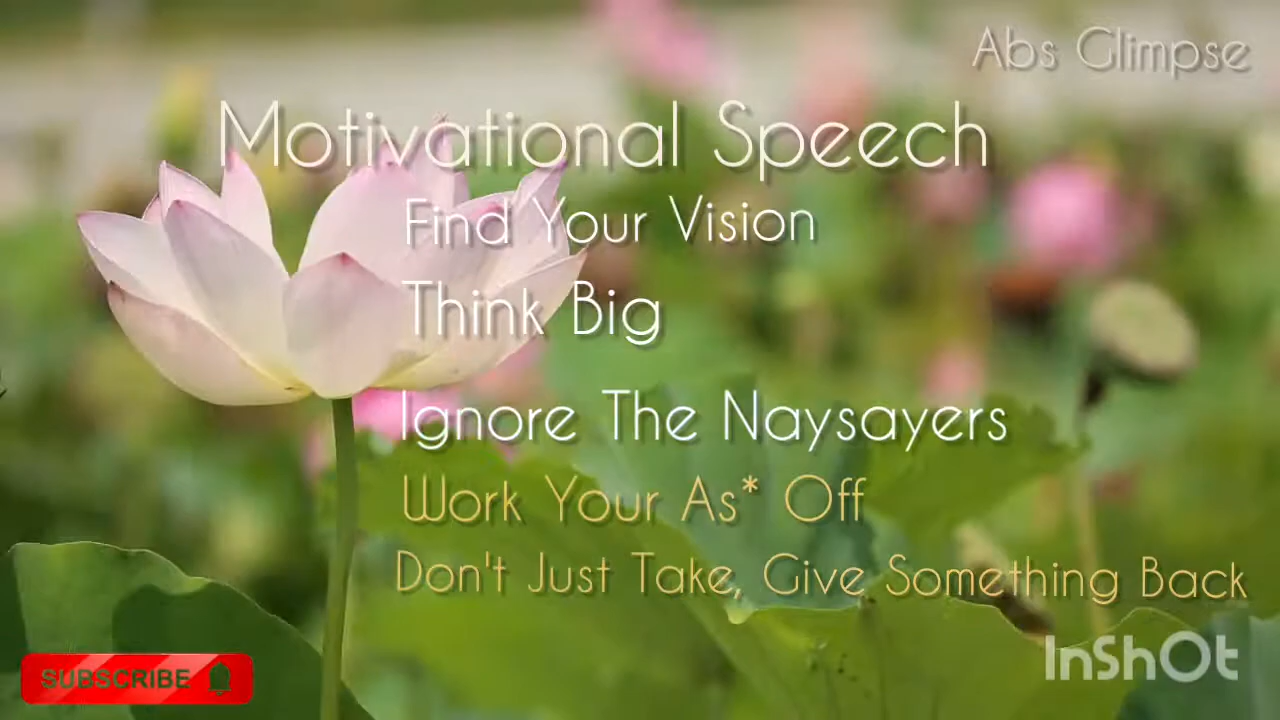 Abs Glimpse
Motivational Speech
Find Your Vision
Think Big
Ignore The Naysayers
Work Your As* Off
Don't Just Take, Give Something Back
SUBSCRIBE
InShOt